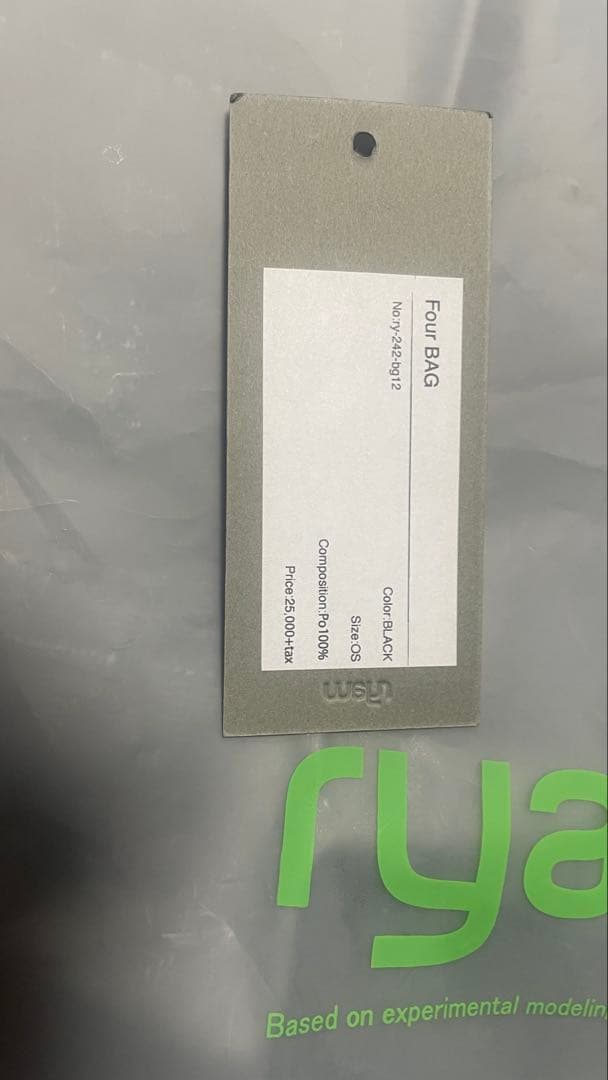 Four BAG
No:ry-242-bg12
Color:BLACK
Size:OS
Composition:Po100%
Price:25,000+tax
rya
Based on experimental modelin